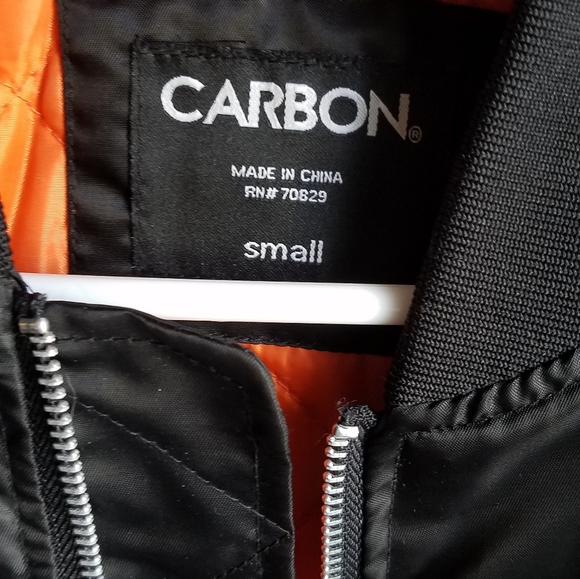 CARBON®
MADE IN CHINA
RN# 70829
small